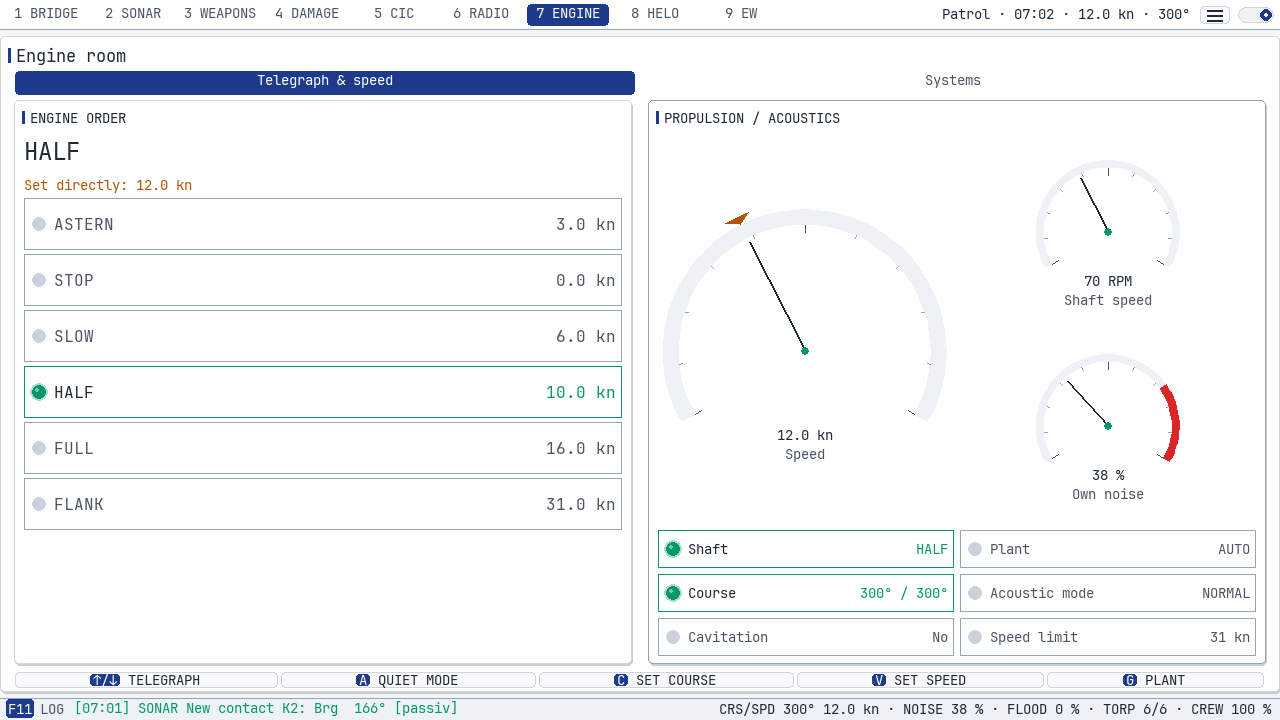 1 BRIDGE 2 SONAR 3 WEAPONS 4 DAMAGE 5 CIC 6 RADIO 7 ENGINE 8 HELO 9 EW Patrol · 07:02 · 12.0 kn · 300°
Engine room
Telegraph & speed Systems
ENGINE ORDER
HALF
Set directly: 12.0 kn
ASTERN 3.0 kn
STOP 0.0 kn
SLOW 6.0 kn
HALF 10.0 kn
FULL 16.0 kn
FLANK 31.0 kn
PROPULSION / ACOUSTICS
12.0 kn
Speed
70 RPM
Shaft speed
38 %
Own noise
Shaft HALF
Plant AUTO
Course 300° / 300°
Acoustic mode NORMAL
Cavitation No
Speed limit 31 kn
↑/↓ TELEGRAPH A QUIET MODE C SET COURSE V SET SPEED G PLANT
F11 LOG [07:01] SONAR New contact K2: Brg 166° [passiv] CRS/SPD 300° 12.0 kn · NOISE 38 % · FLOOD 0 % · TORP 6/6 · CREW 100 %